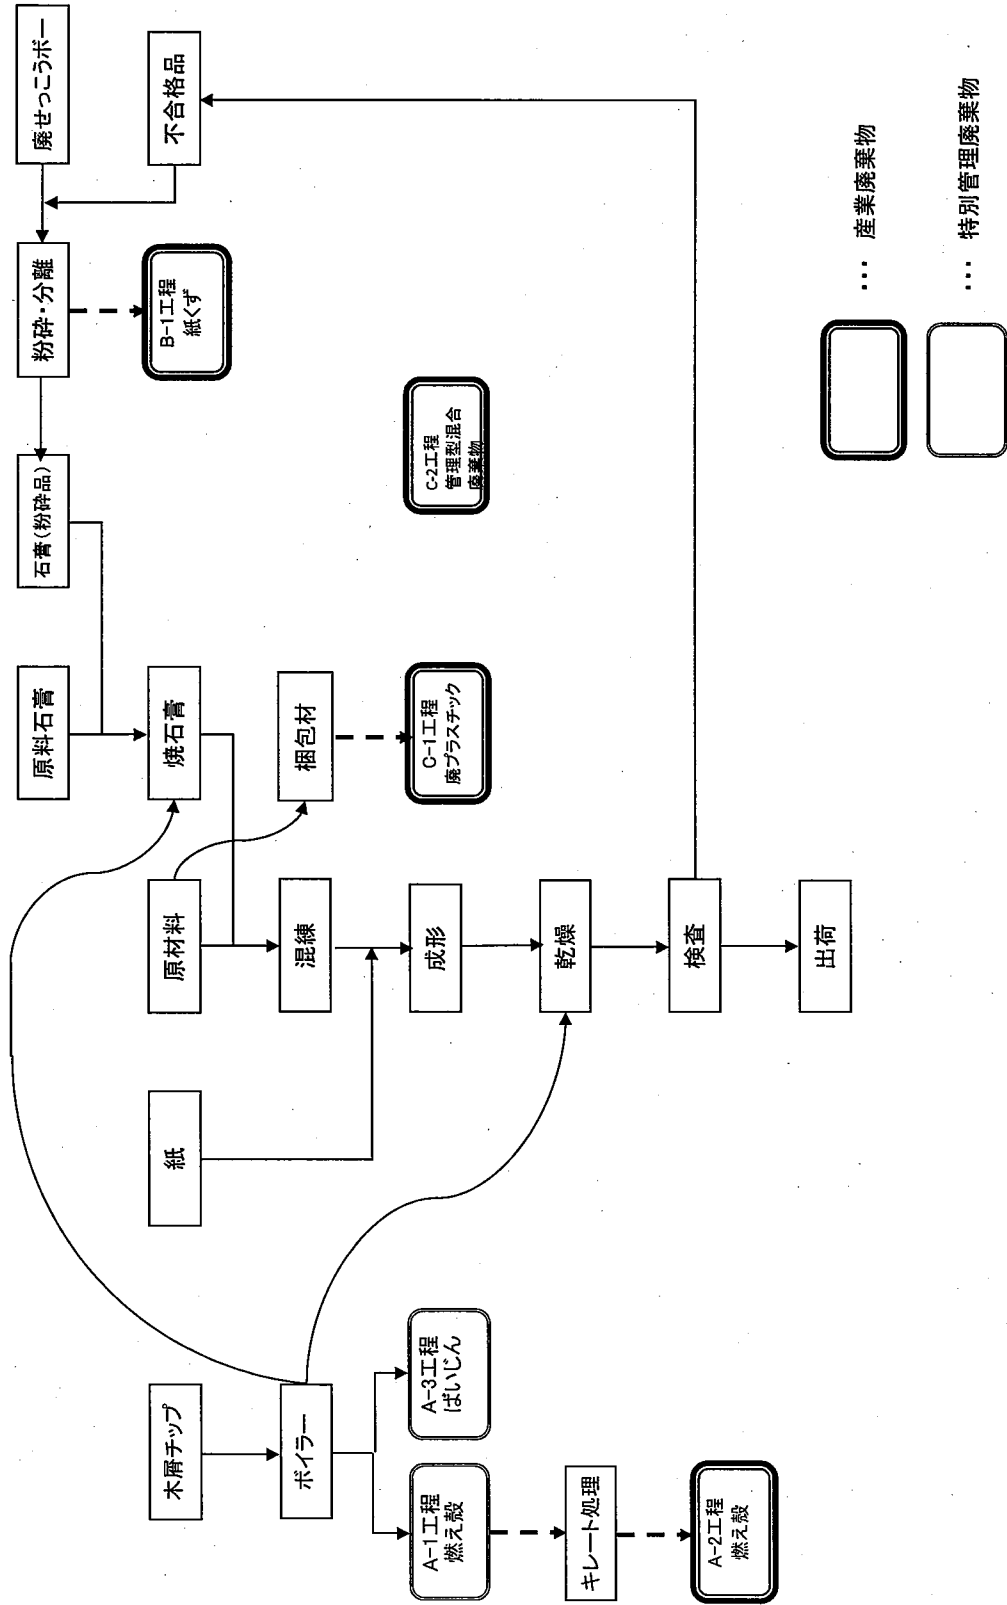 木屑チップ
紙
原材料
原料石膏
石膏(粉砕品)
粉砕・分離
廃せっこうボー
ボイラー
混練
焼石膏
梱包材
B-1工程
紙くず
不合格品
A-1工程
燃え殻
A-3工程
ばいじん
成形
C-1工程
廃プラスチック
C-2工程
管理型混合
廃棄物
キレート処理
乾燥
A-2工程
燃え殻
検査
出荷
… 産業廃棄物
… 特別管理廃棄物